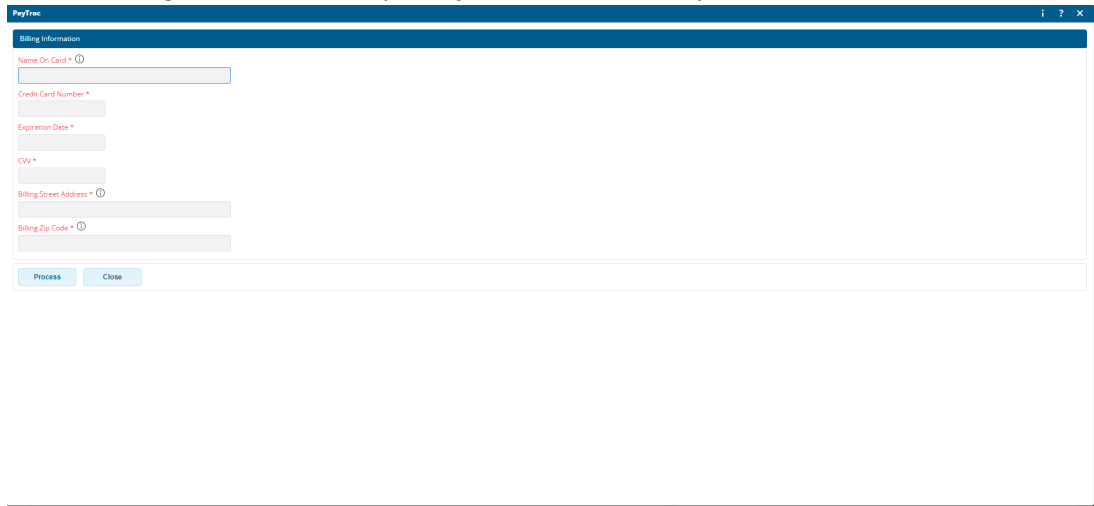 PayTrac
i ? ×
Billing Information
Name On Card *
Credit Card Number *
Expiration Date *
CVV *
Billing Street Address *
Billing Zip Code *
Process Close